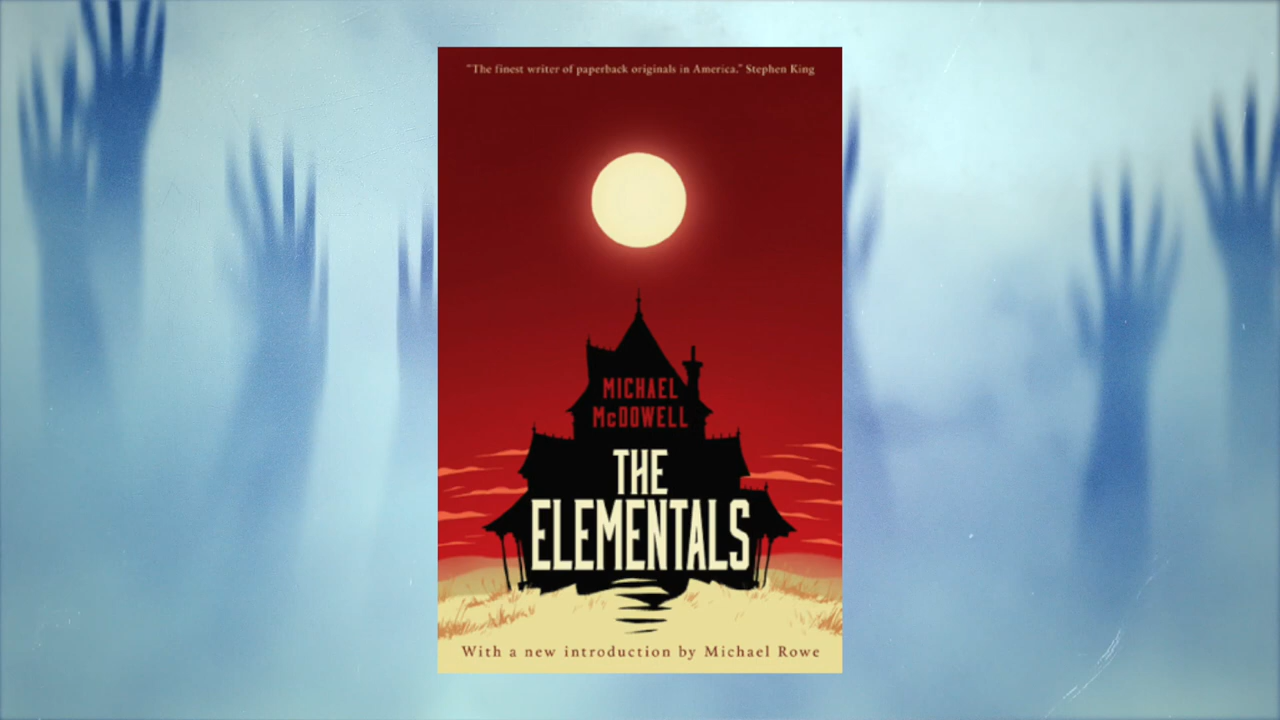 "The finest writer of paperback originals in America." Stephen King
MICHAEL
McDOWELL
THE
ELEMENTALS
With a new introduction by Michael Rowe